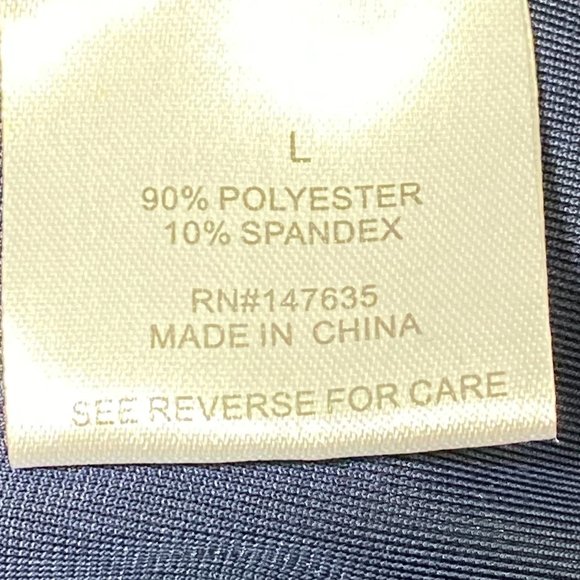 L
90% POLYESTER
10% SPANDEX
RN#147635
MADE IN CHINA
SEE REVERSE FOR CARE